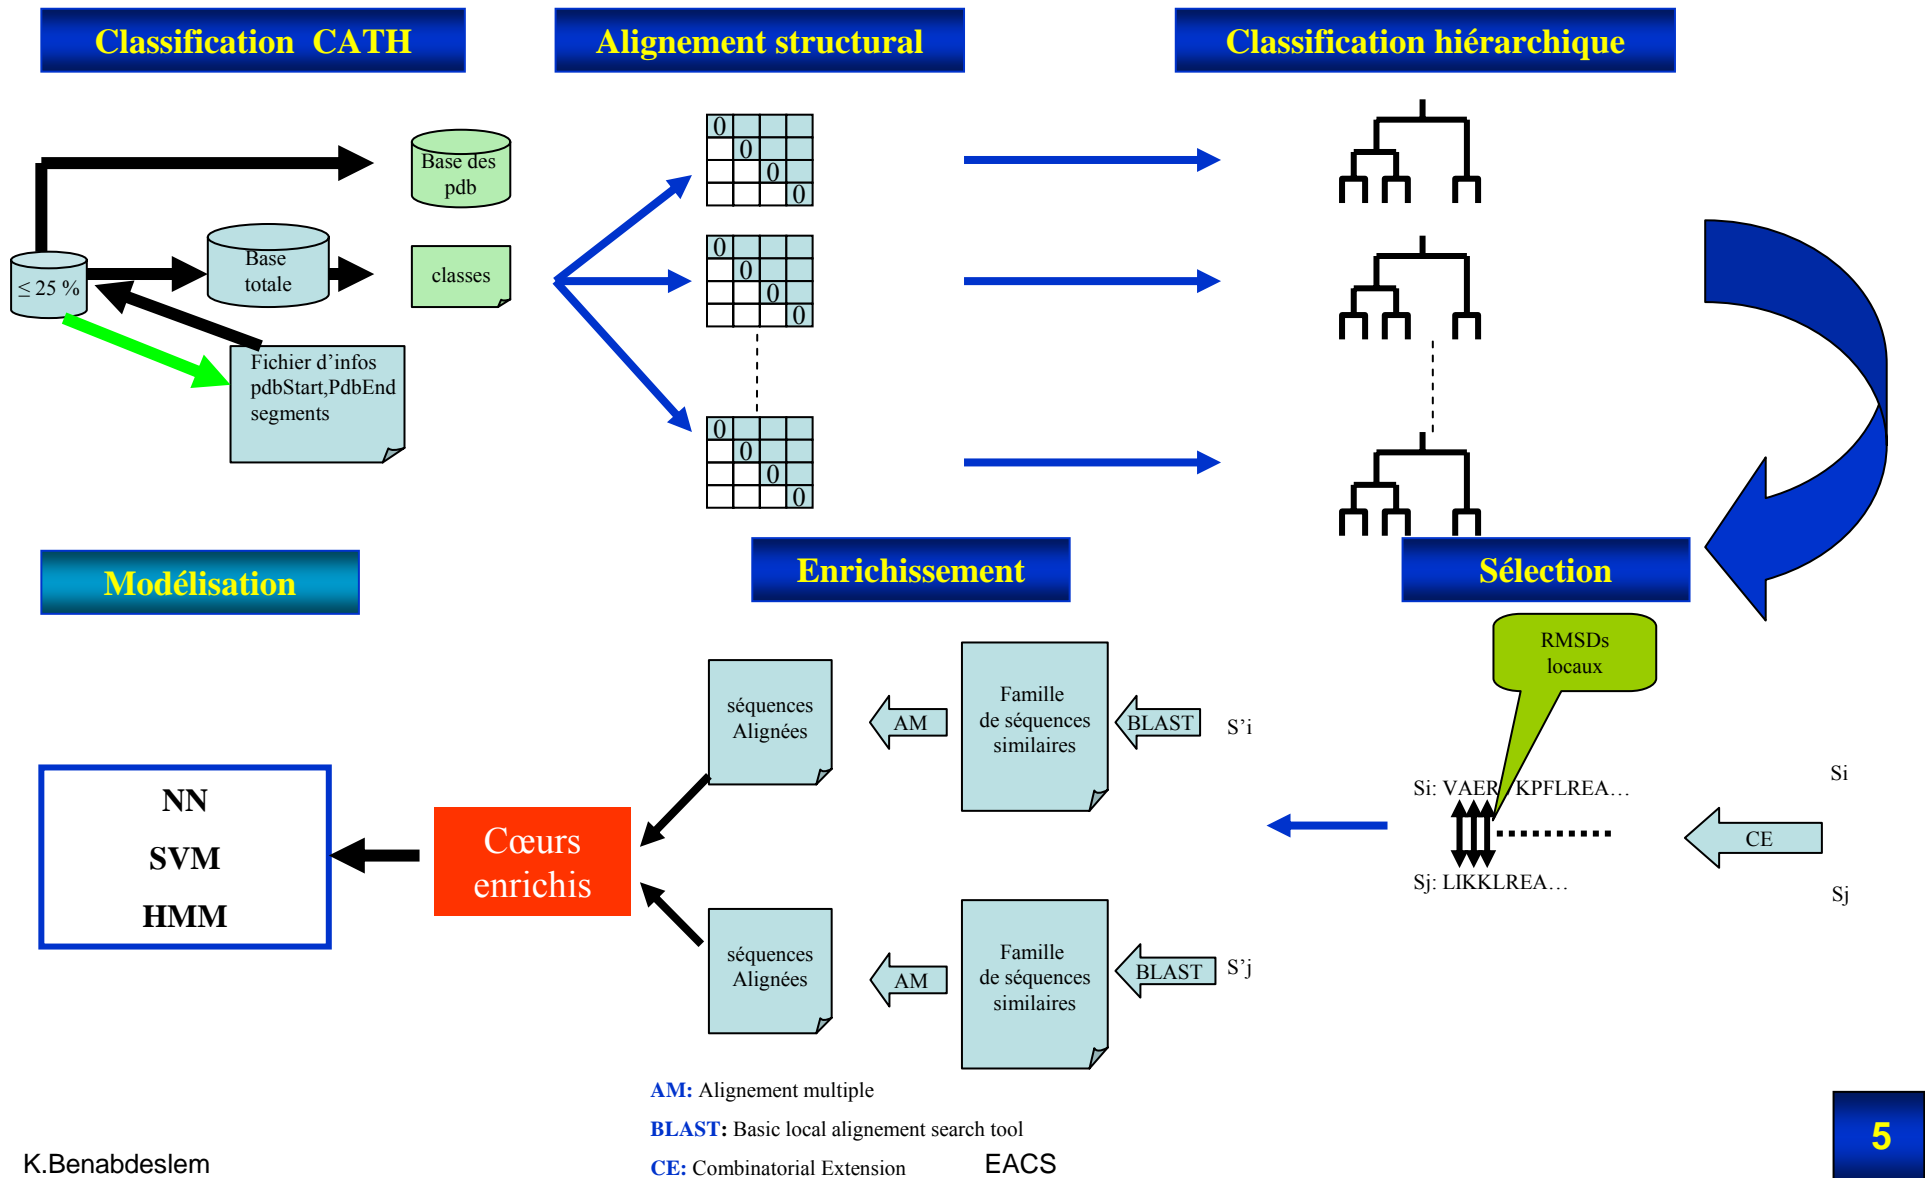 Classification CATH
Alignement structural
Classification hiérarchique
Base des
pdb
≤ 25 %
Base
totale
classes
Fichier d'infos
pdbStart,PdbEnd
segments
0
0
0
0
0
0
0
0
0
0
0
0
Modélisation
Enrichissement
Sélection
RMSDs
locaux
séquences
Alignées
AM
Famille
de séquences
similaires
BLAST
S'i
Si: VAER KPFLREA…
Sj: LIKKLREA…
Si
CE
Sj
NN
SVM
HMM
Cœurs
enrichis
séquences
Alignées
AM
Famille
de séquences
similaires
BLAST
S'j
AM: Alignement multiple
BLAST: Basic local alignement search tool
CE: Combinatorial Extension
K.Benabdeslem
EACS
5